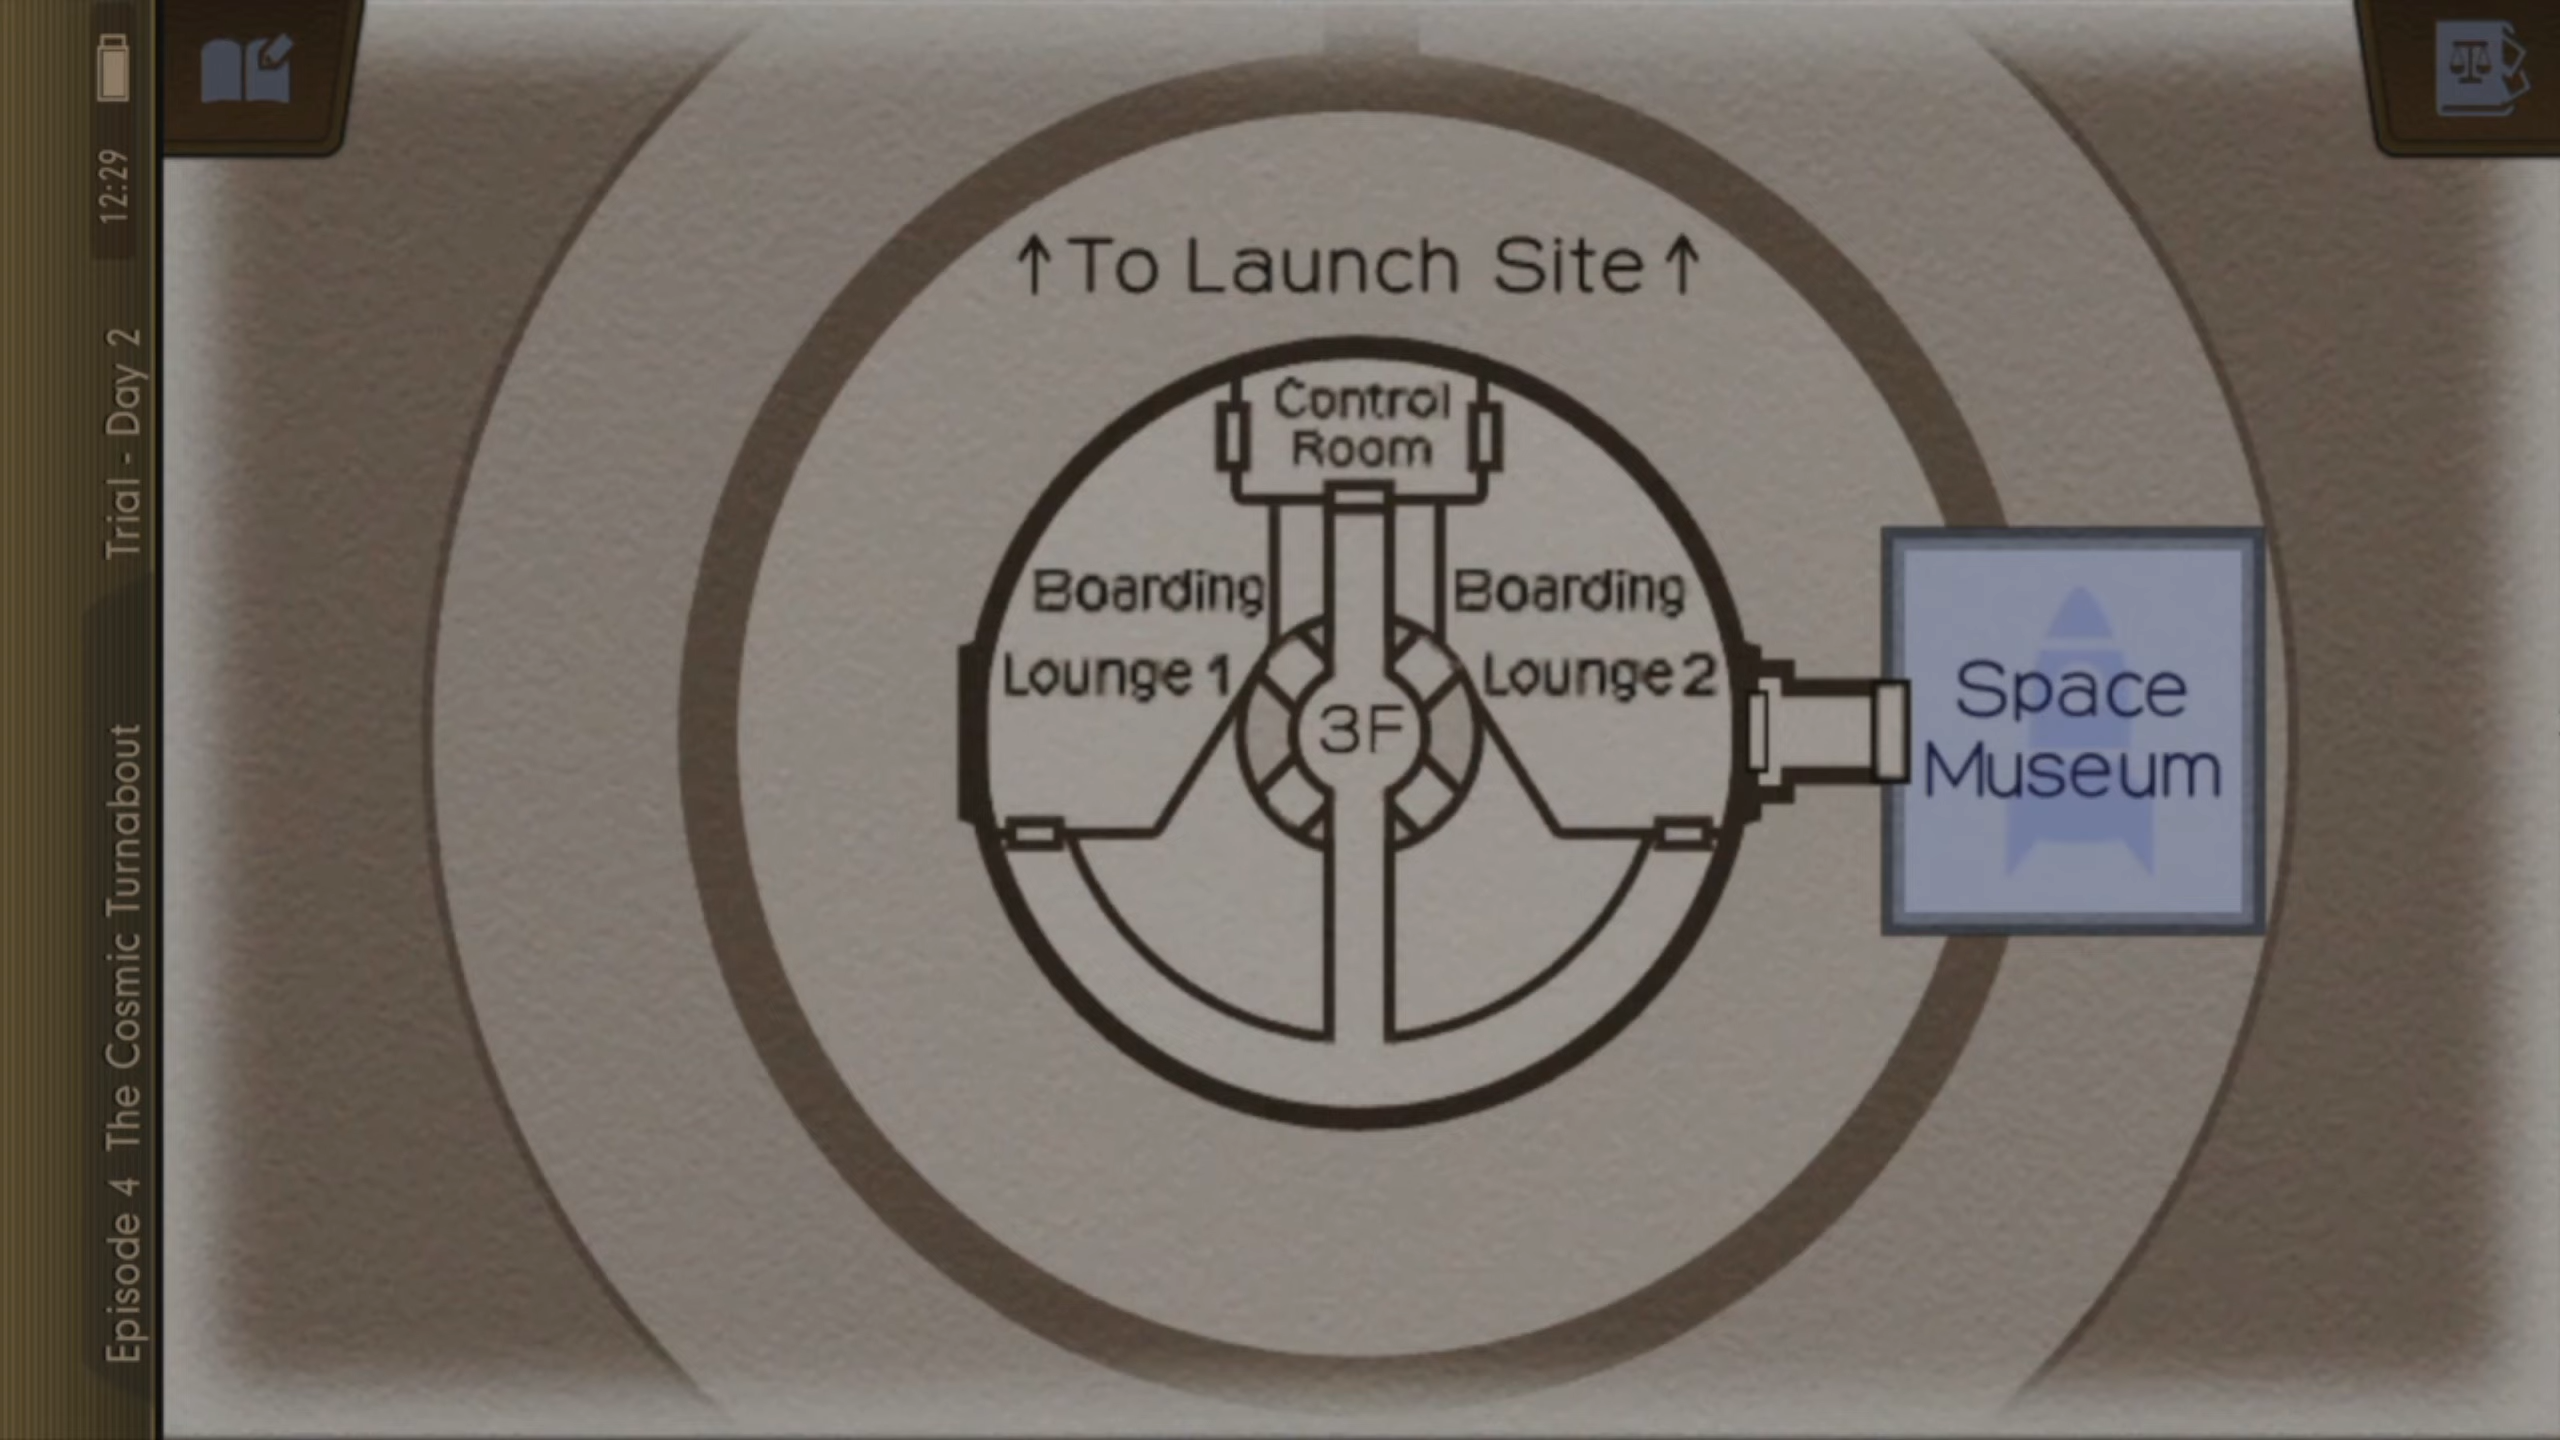 12:29
Trial - Day 2
Episode 4 The Cosmic Turnabout
↑To Launch Site↑
Control
Room
Boarding
Lounge 1
Boarding
Lounge 2
3F
Space
Museum